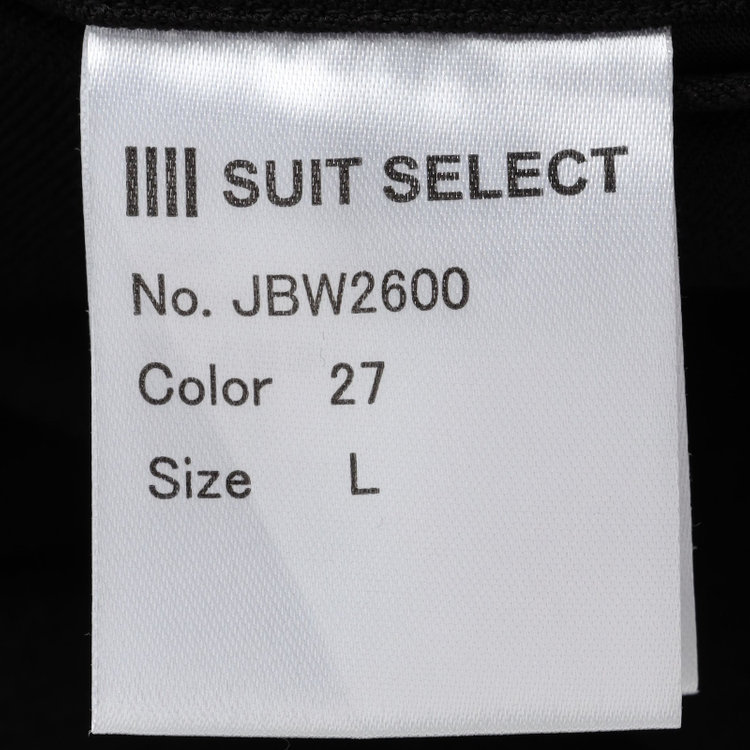 SUIT SELECT
No. JBW2600
Color 27
Size L